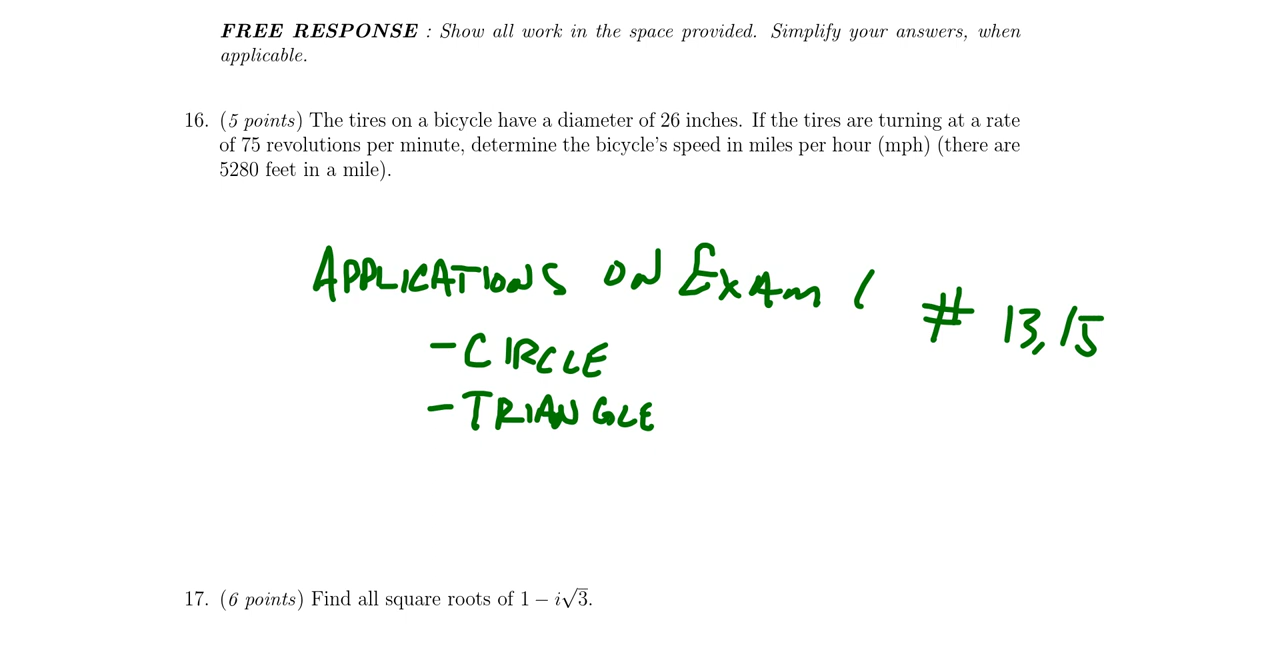 FREE RESPONSE : Show all work in the space provided. Simplify your answers, when
applicable.
16. (5 points) The tires on a bicycle have a diameter of 26 inches. If the tires are turning at a rate
of 75 revolutions per minute, determine the bicycle's speed in miles per hour (mph) (there are
5280 feet in a mile).
APPLICATIONS ON EXAM 1 # 13, 15
- CIRCLE
- TRIANGLE
17. (6 points) Find all square roots of 1 − i√3.